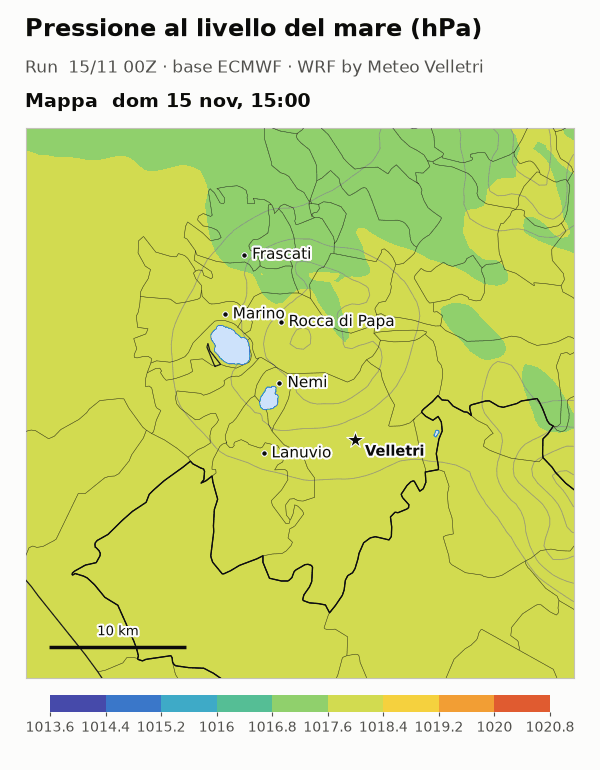 Pressione al livello del mare (hPa)
Run  15/11 00Z · base ECMWF · WRF by Meteo Velletri
Mappa  dom 15 nov, 15:00
Frascati
Marino
Rocca di Papa
Nemi
Velletri
Lanuvio
10 km
1013.6 1014.4 1015.2 1016 1016.8 1017.6 1018.4 1019.2 1020 1020.8